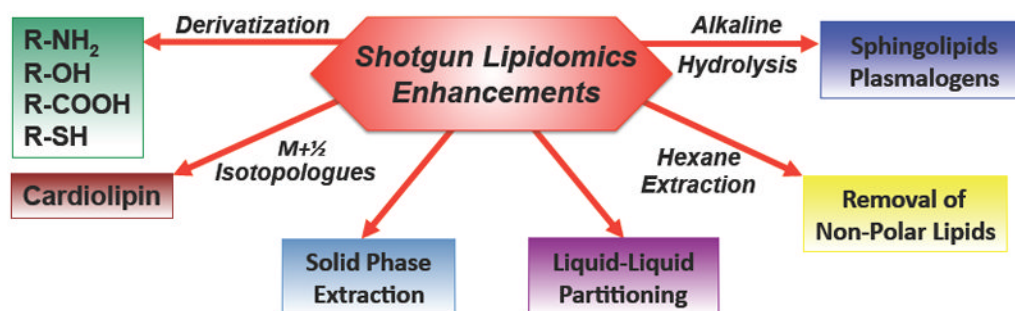 Derivatization
Shotgun Lipidomics
Enhancements
Alkaline
Hydrolysis
R-NH₂
R-OH
R-COOH
R-SH
Sphingolipids
Plasmalogens
M+½
Isotopologues
Cardiolipin
Hexane
Extraction
Removal of
Non-Polar Lipids
Solid Phase
Extraction
Liquid-Liquid
Partitioning